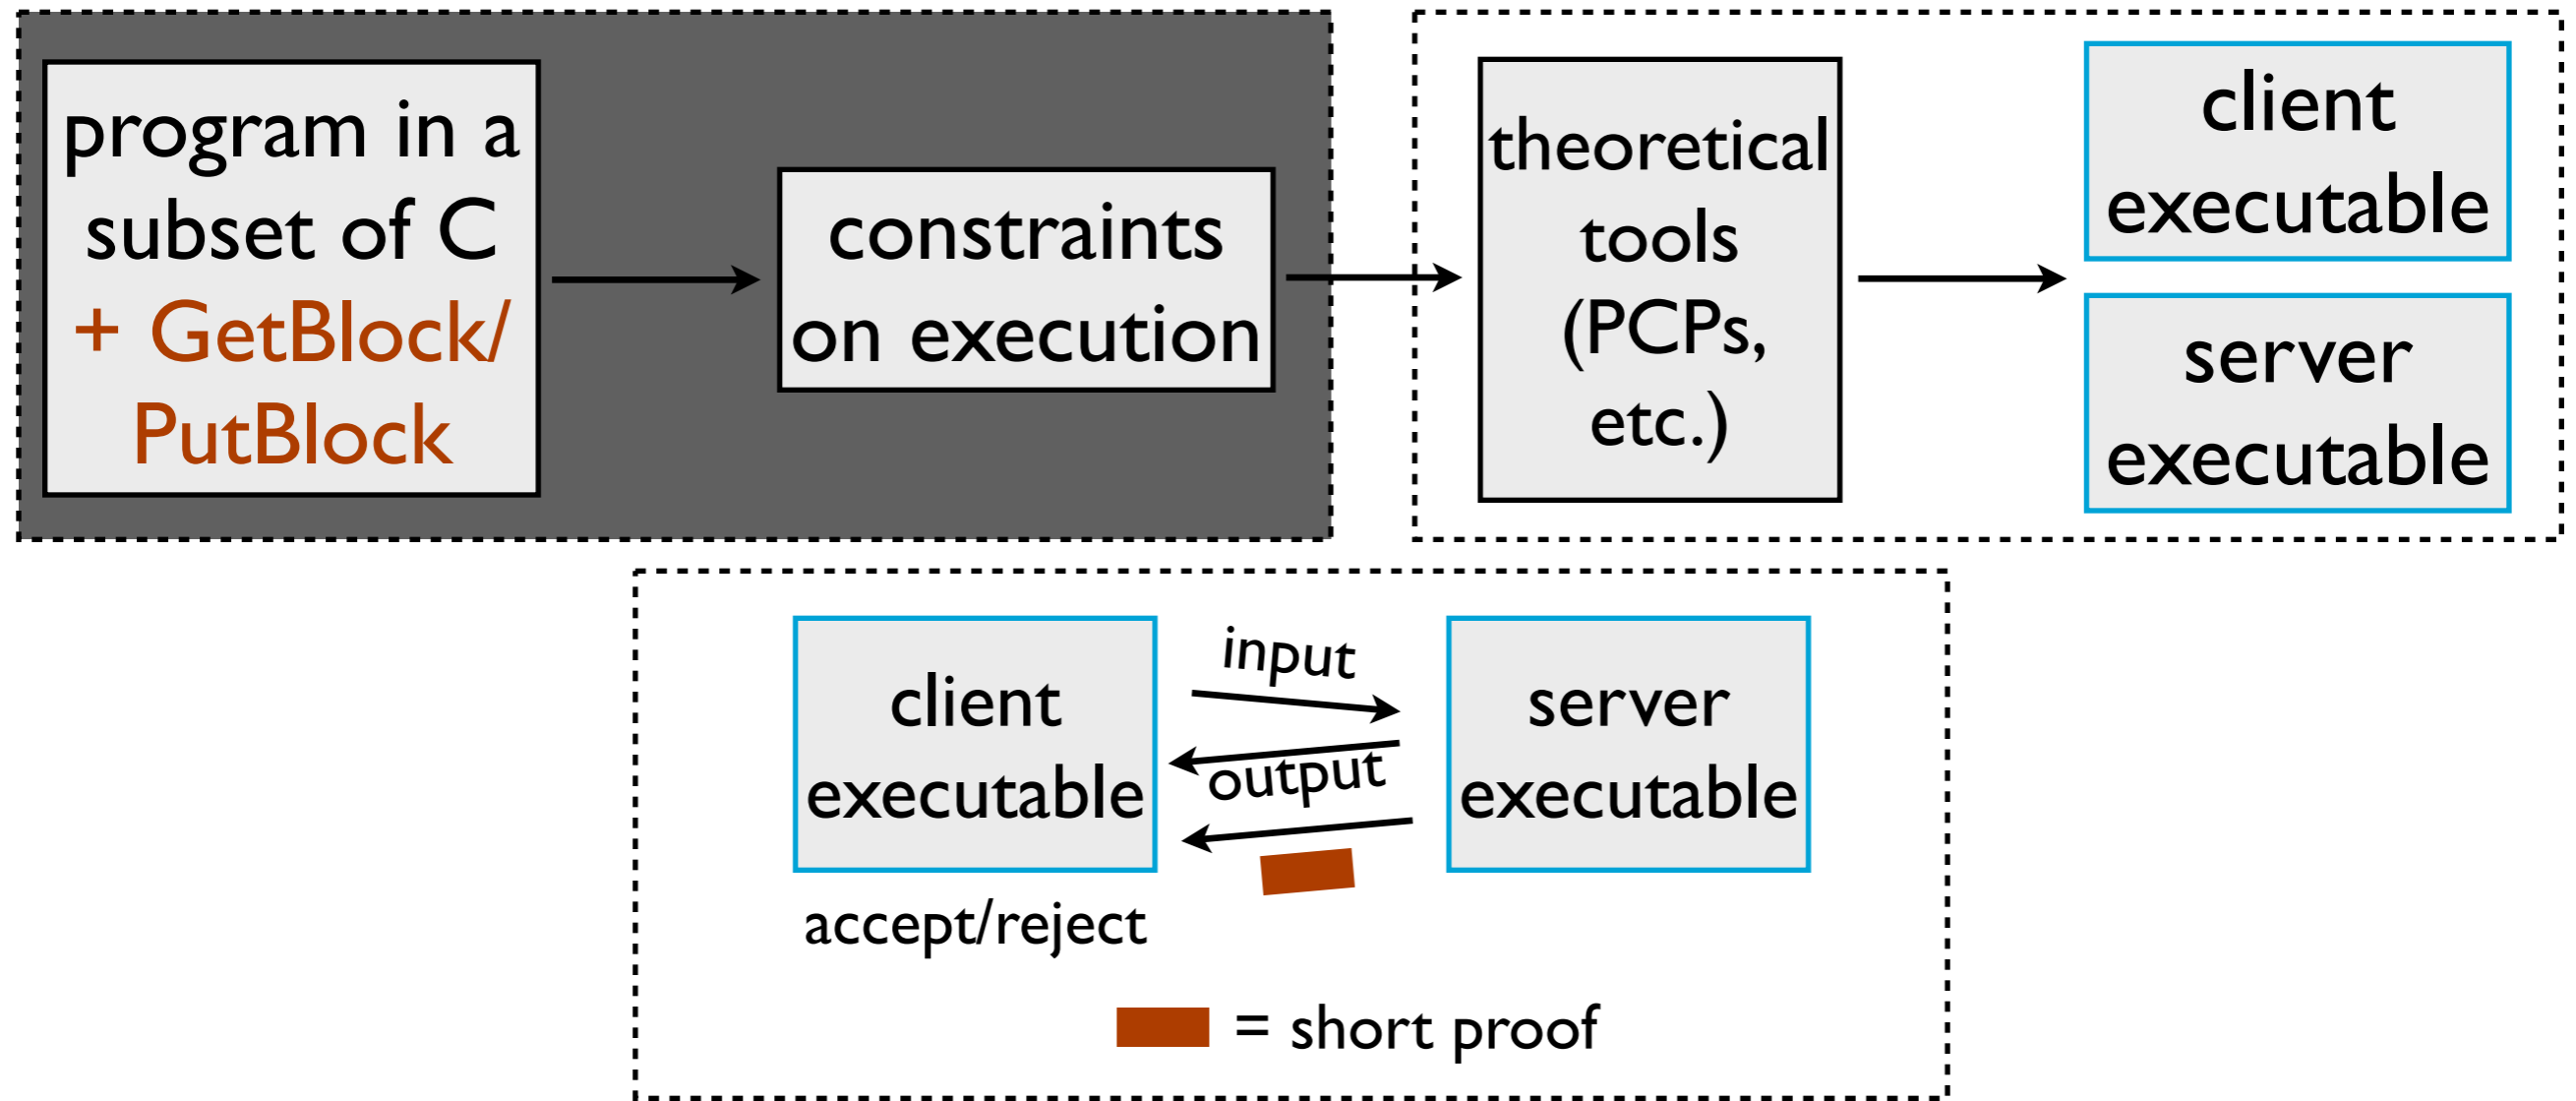 program in a
subset of C
+ GetBlock/
PutBlock
constraints
on execution
theoretical
tools
(PCPs,
etc.)
client
executable
server
executable
client
executable
input
output
server
executable
accept/reject
= short proof